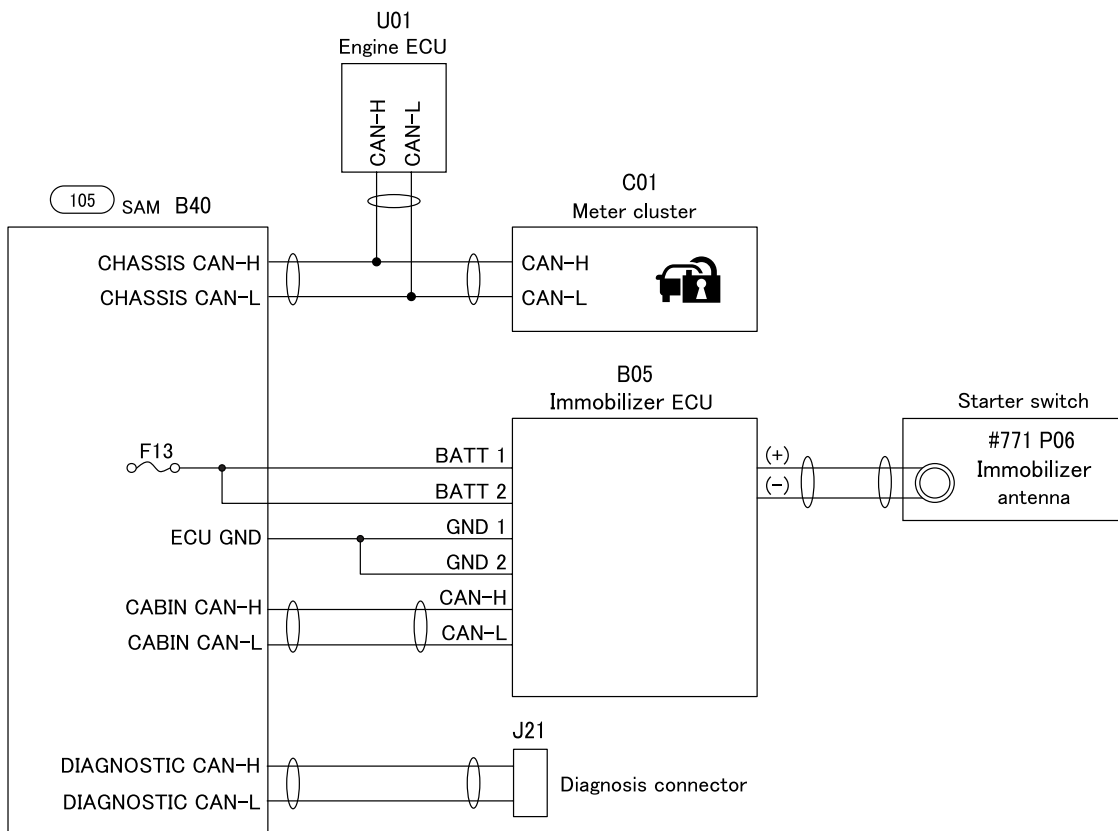 U01
Engine ECU
CAN-H
CAN-L
105
SAM B40
C01
Meter cluster
CHASSIS CAN-H
CAN-H
CHASSIS CAN-L
CAN-L
B05
Immobilizer ECU
Starter switch
F13
BATT 1
(+)
#771 P06
Immobilizer
antenna
BATT 2
(-)
ECU GND
GND 1
GND 2
CABIN CAN-H
CAN-H
CABIN CAN-L
CAN-L
J21
DIAGNOSTIC CAN-H
Diagnosis connector
DIAGNOSTIC CAN-L